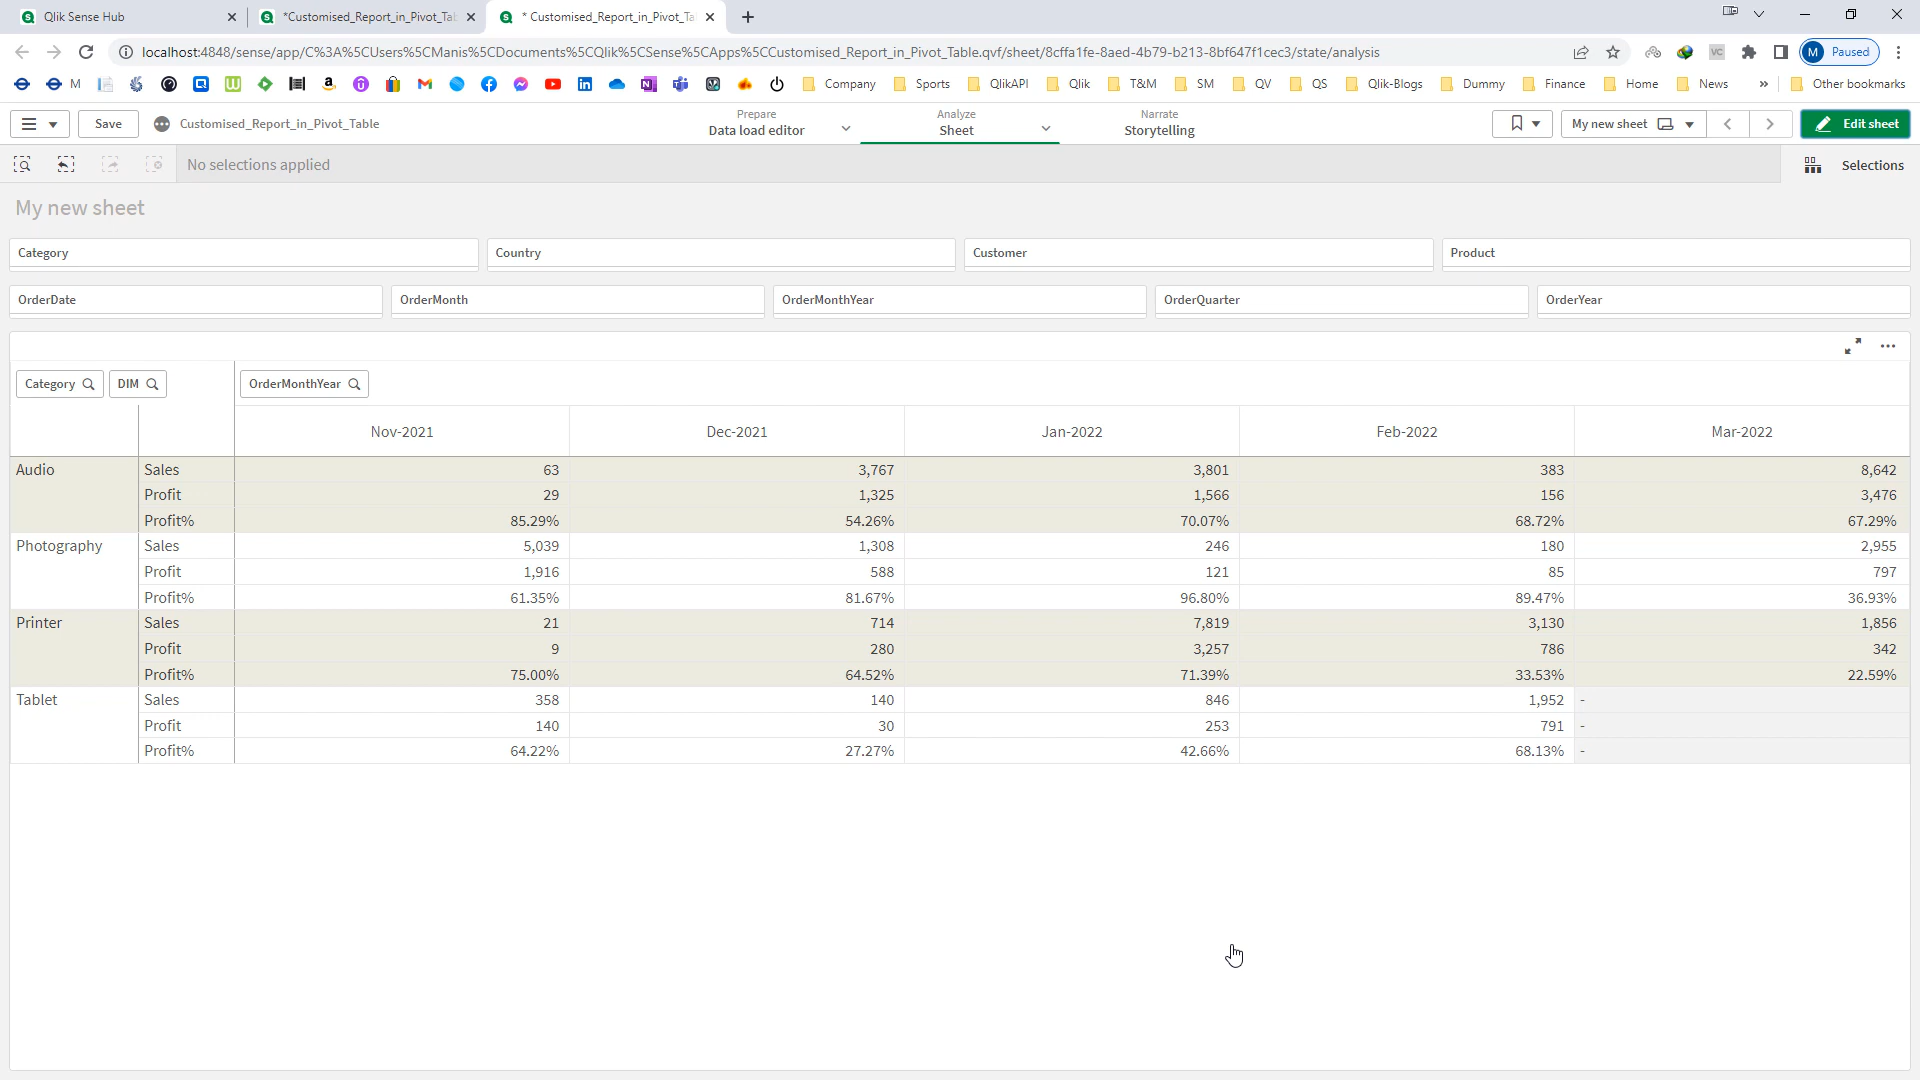 Qlik Sense Hub
*Customised_Report_in_Pivot_Tab
* Customised_Report_in_Pivot_Ta
localhost:4848/sense/app/C%3A%5CUsers%5CManis%5CDocuments%5CQlik%5CSense%5CApps%5CCustomised_Report_in_Pivot_Table.qvf/sheet/8cffa1fe-8aed-4b79-b213-8bf647f1cec3/state/analysis
M Paused
M Company Sports QlikAPI Qlik T&M SM QV QS Qlik-Blogs Dummy Finance Home News » Other bookmarks
Save Customised_Report_in_Pivot_Table
Prepare
Data load editor
Analyze
Sheet
Narrate
Storytelling
My new sheet
Edit sheet
No selections applied
Selections
My new sheet
Category Country Customer Product
OrderDate OrderMonth OrderMonthYear OrderQuarter OrderYear
Category DIM OrderMonthYear
Nov-2021 Dec-2021 Jan-2022 Feb-2022 Mar-2022
Audio Sales 63 3,767 3,801 383 8,642
Profit 29 1,325 1,566 156 3,476
Profit% 85.29% 54.26% 70.07% 68.72% 67.29%
Photography Sales 5,039 1,308 246 180 2,955
Profit 1,916 588 121 85 797
Profit% 61.35% 81.67% 96.80% 89.47% 36.93%
Printer Sales 21 714 7,819 3,130 1,856
Profit 9 280 3,257 786 342
Profit% 75.00% 64.52% 71.39% 33.53% 22.59%
Tablet Sales 358 140 846 1,952 -
Profit 140 30 253 791 -
Profit% 64.22% 27.27% 42.66% 68.13% -